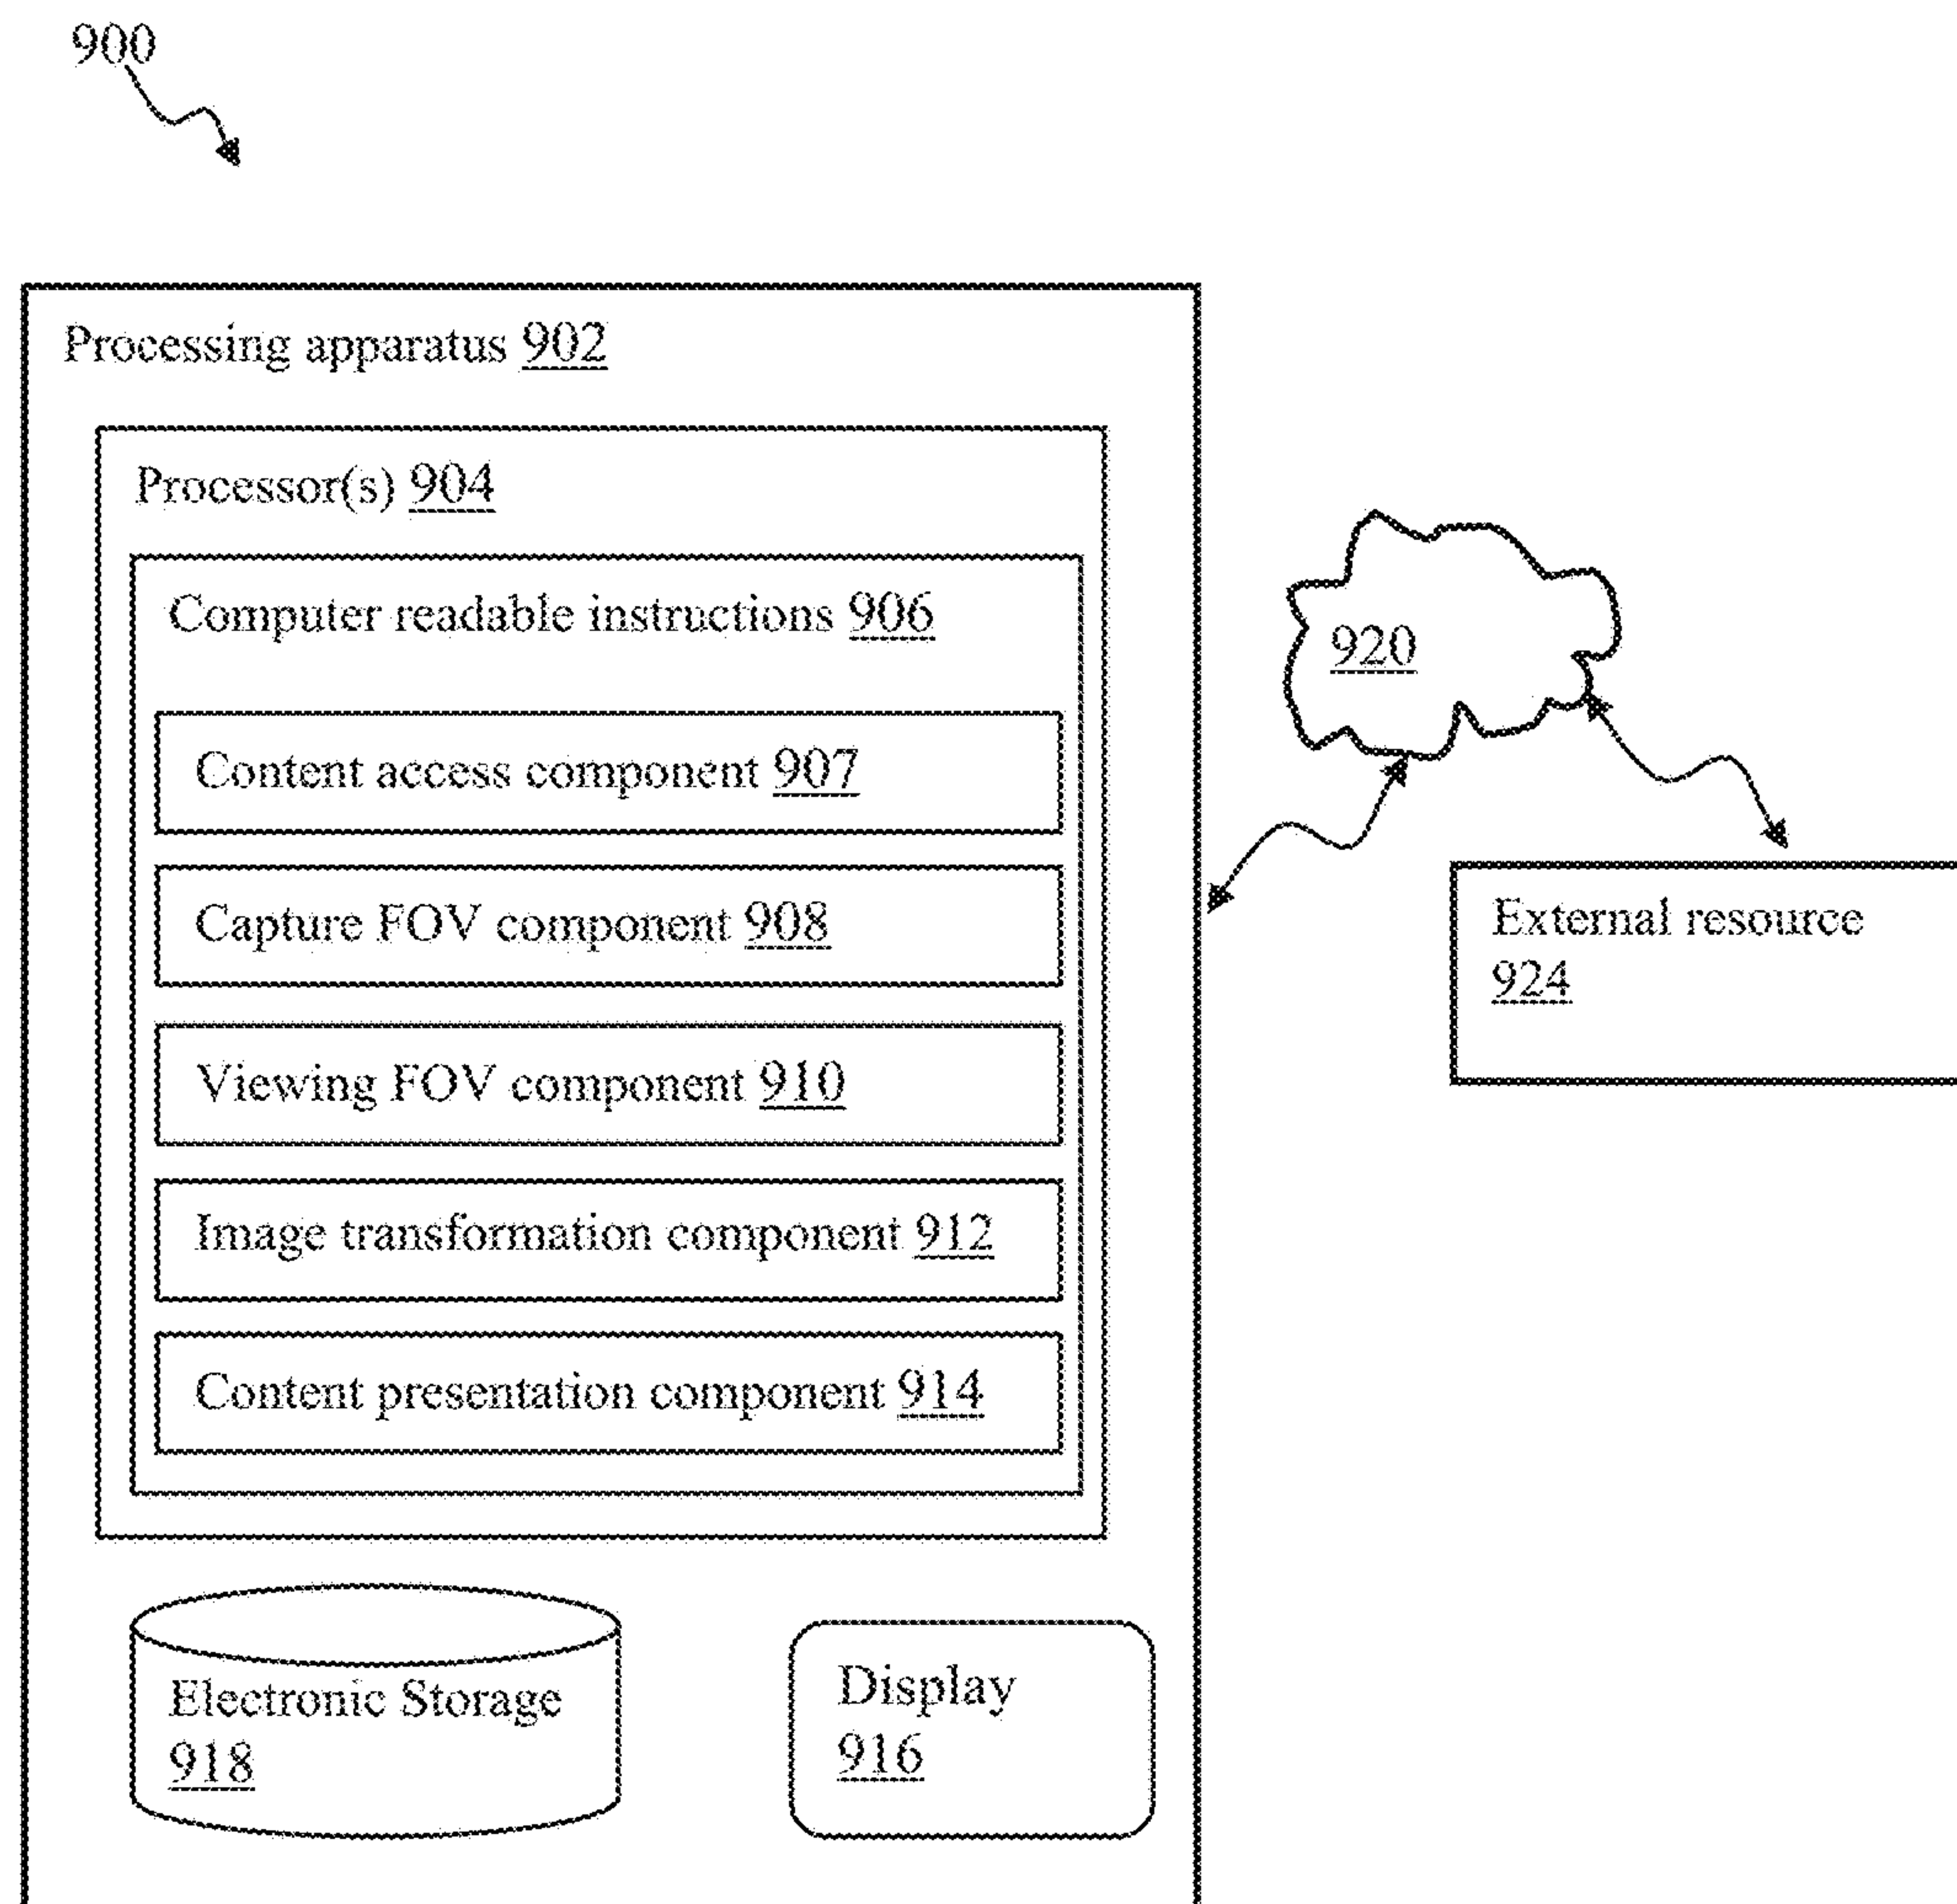 900
Processing apparatus 902
Processor(s) 904
Computer readable instructions 906
Content access component 907
Capture FOV component 908
Viewing FOV component 910
Image transformation component 912
Content presentation component 914
Electronic Storage
918
Display
916
920
External resource
924